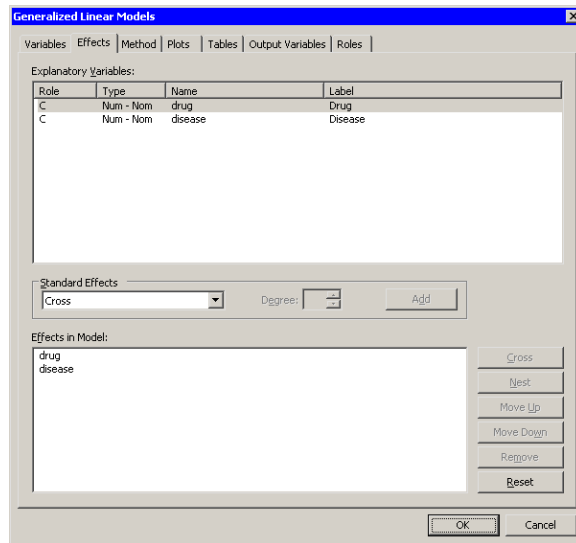 Generalized Linear Models
Variables Effects Method Plots Tables Output Variables Roles
Explanatory Variables:
Role Type Name Label
C Num - Nom drug Drug
C Num - Nom disease Disease
Standard Effects
Cross Degree: Add
Effects in Model:
drug
disease
Cross
Nest
Move Up
Move Down
Remove
Reset
OK Cancel